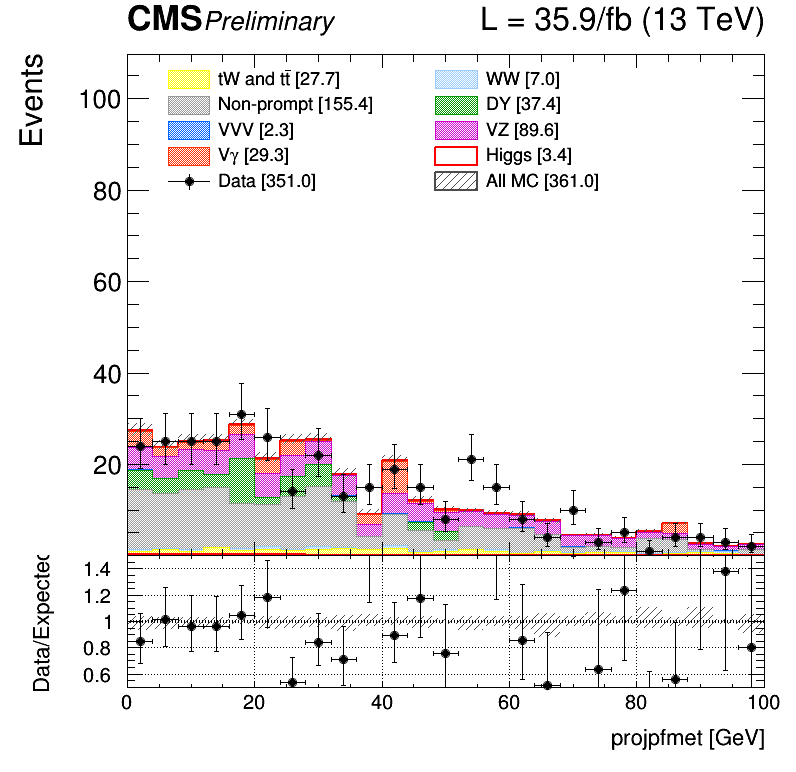 CMS Preliminary L = 35.9/fb (13 TeV)
Events
tW and tt̄ [27.7] WW [7.0]
Non-prompt [155.4] DY [37.4]
VVV [2.3] VZ [89.6]
Vγ [29.3] Higgs [3.4]
Data [351.0] All MC [361.0]
100
80
60
40
20
Data/Expected
1.4
1.2
1
0.8
0.6
0 20 40 60 80 100
projpfmet [GeV]